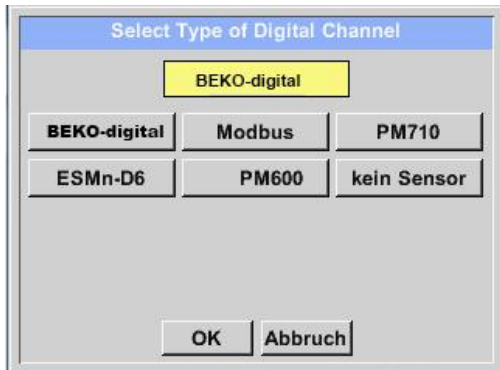 Select Type of Digital Channel
BEKO-digital
BEKO-digital Modbus PM710
ESMn-D6 PM600 kein Sensor
OK Abbruch